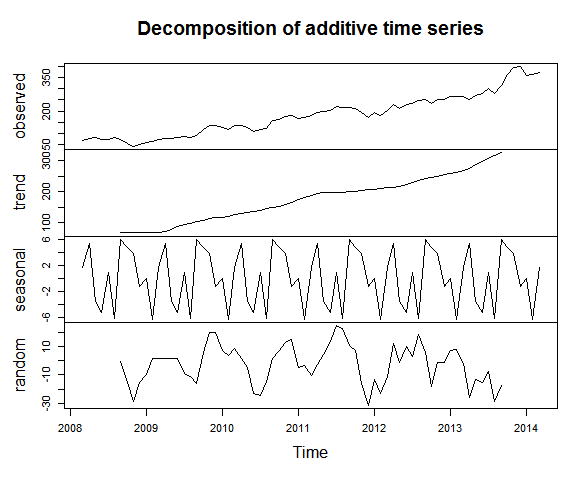 Decomposition of additive time series
observed
50 200 350
trend
100 200 300
seasonal
-6 -2 2 6
random
-30 -10 10
2008 2009 2010 2011 2012 2013 2014
Time